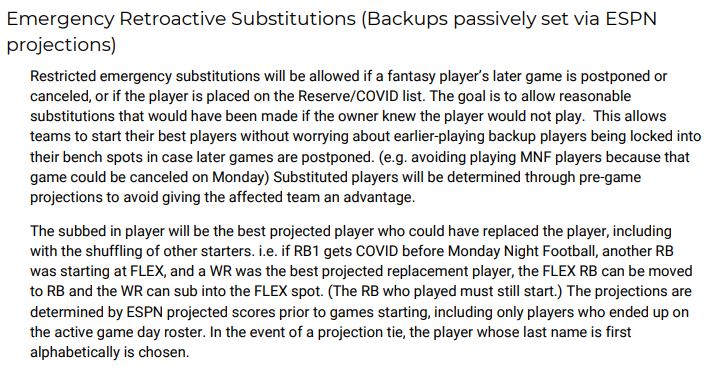 Emergency Retroactive Substitutions (Backups passively set via ESPN
projections)
Restricted emergency substitutions will be allowed if a fantasy player's later game is postponed or
canceled, or if the player is placed on the Reserve/COVID list. The goal is to allow reasonable
substitutions that would have been made if the owner knew the player would not play.  This allows
teams to start their best players without worrying about earlier-playing backup players being locked into
their bench spots in case later games are postponed. (e.g. avoiding playing MNF players because that
game could be canceled on Monday) Substituted players will be determined through pre-game
projections to avoid giving the affected team an advantage.
The subbed in player will be the best projected player who could have replaced the player, including
with the shuffling of other starters. i.e. if RB1 gets COVID before Monday Night Football, another RB
was starting at FLEX, and a WR was the best projected replacement player, the FLEX RB can be moved
to RB and the WR can sub into the FLEX spot. (The RB who played must still start.) The projections are
determined by ESPN projected scores prior to games starting, including only players who ended up on
the active game day roster. In the event of a projection tie, the player whose last name is first
alphabetically is chosen.